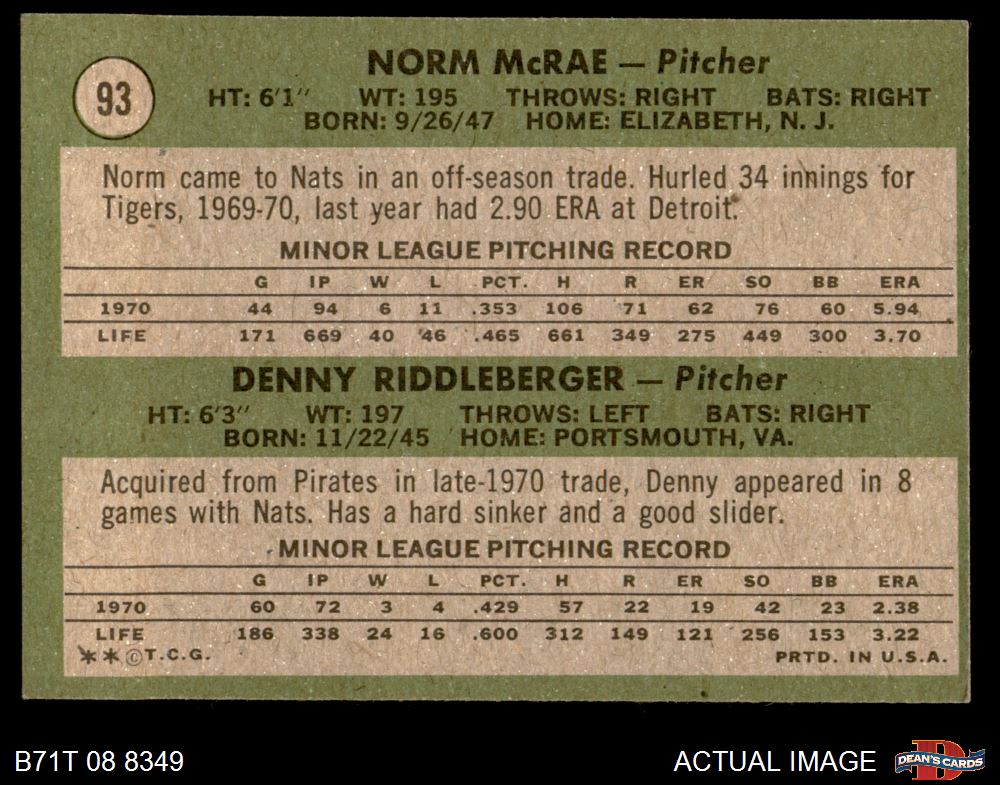 93
NORM McRAE — Pitcher
HT: 6'1" WT: 195 THROWS: RIGHT BATS: RIGHT
BORN: 9/26/47 HOME: ELIZABETH, N. J.
Norm came to Nats in an off-season trade. Hurled 34 innings for
Tigers, 1969-70, last year had 2.90 ERA at Detroit.
MINOR LEAGUE PITCHING RECORD
G IP W L PCT. H R ER SO BB ERA
1970 44 94 6 11 .353 106 71 62 76 60 5.94
LIFE 171 669 40 46 .465 661 349 275 449 300 3.70
DENNY RIDDLEBERGER — Pitcher
HT: 6'3" WT: 197 THROWS: LEFT BATS: RIGHT
BORN: 11/22/45 HOME: PORTSMOUTH, VA.
Acquired from Pirates in late-1970 trade, Denny appeared in 8
games with Nats. Has a hard sinker and a good slider.
MINOR LEAGUE PITCHING RECORD
G IP W L PCT. H R ER SO BB ERA
1970 60 72 3 4 .429 57 22 19 42 23 2.38
LIFE 186 338 24 16 .600 312 149 121 256 153 3.22
**©T.C.G. PRTD. IN U.S.A.
B71T 08 8349 ACTUAL IMAGE DEAN'S CARDS